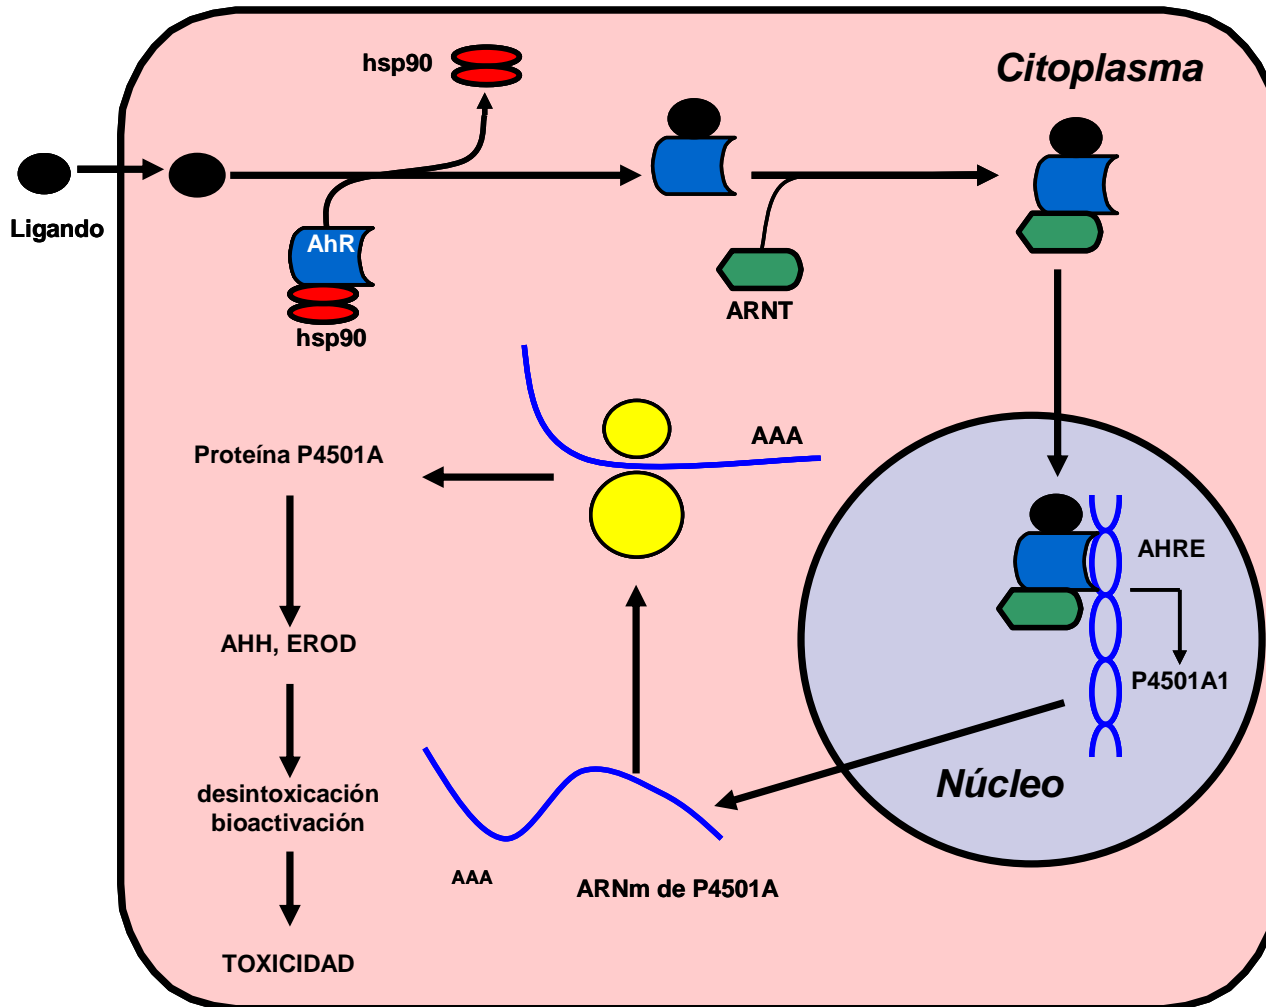 hsp90
Citoplasma
Ligando
AhR
hsp90
ARNT
AAA
Proteína P4501A
AHRE
AHH, EROD
P4501A1
Núcleo
desintoxicación
bioactivación
AAA
ARNm de P4501A
TOXICIDAD